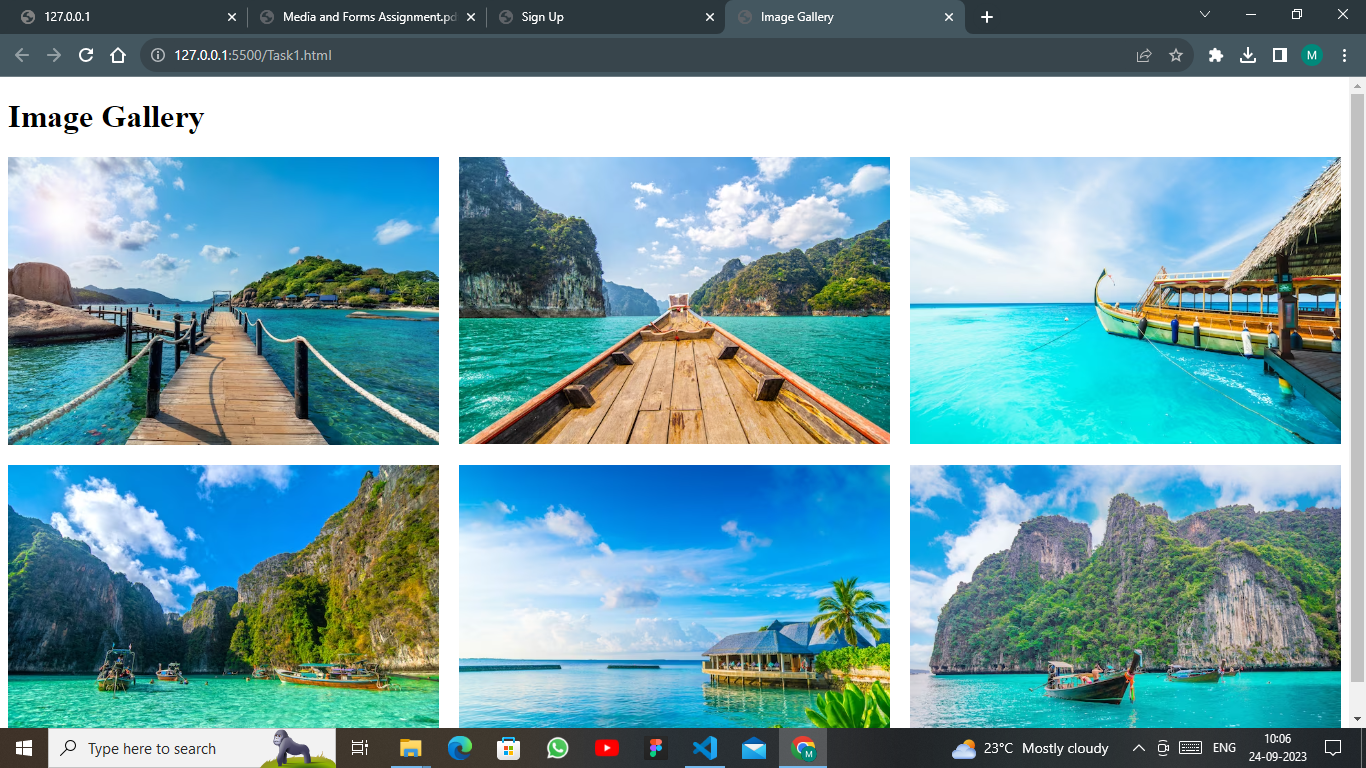 127.0.0.1
Media and Forms Assignment.pd
Sign Up
Image Gallery
127.0.0.1:5500/Task1.html
M
Image Gallery
Type here to search
M
23°C Mostly cloudy
ENG
10:06
24-09-2023